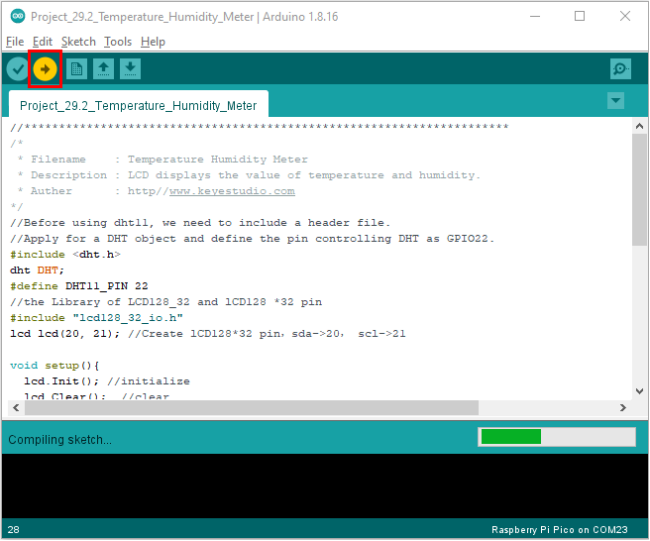 Project_29.2_Temperature_Humidity_Meter | Arduino 1.8.16
File Edit Sketch Tools Help
Project_29.2_Temperature_Humidity_Meter
//**********************************************************************
/*
 * Filename    : Temperature Humidity Meter
 * Description : LCD displays the value of temperature and humidity.
 * Auther      : http//www.keyestudio.com
*/
//Before using dht11, we need to include a header file.
//Apply for a DHT object and define the pin controlling DHT as GPIO22.
#include <dht.h>
dht DHT;
#define DHT11_PIN 22
//the Library of LCD128_32 and lCD128 *32 pin
#include "lcd128_32_io.h"
lcd lcd(20, 21); //Create lCD128*32 pin，sda->20， scl->21
void setup(){
  lcd.Init(); //initialize
  lcd.Clear();  //clear
Compiling sketch...
28
Raspberry Pi Pico on COM23